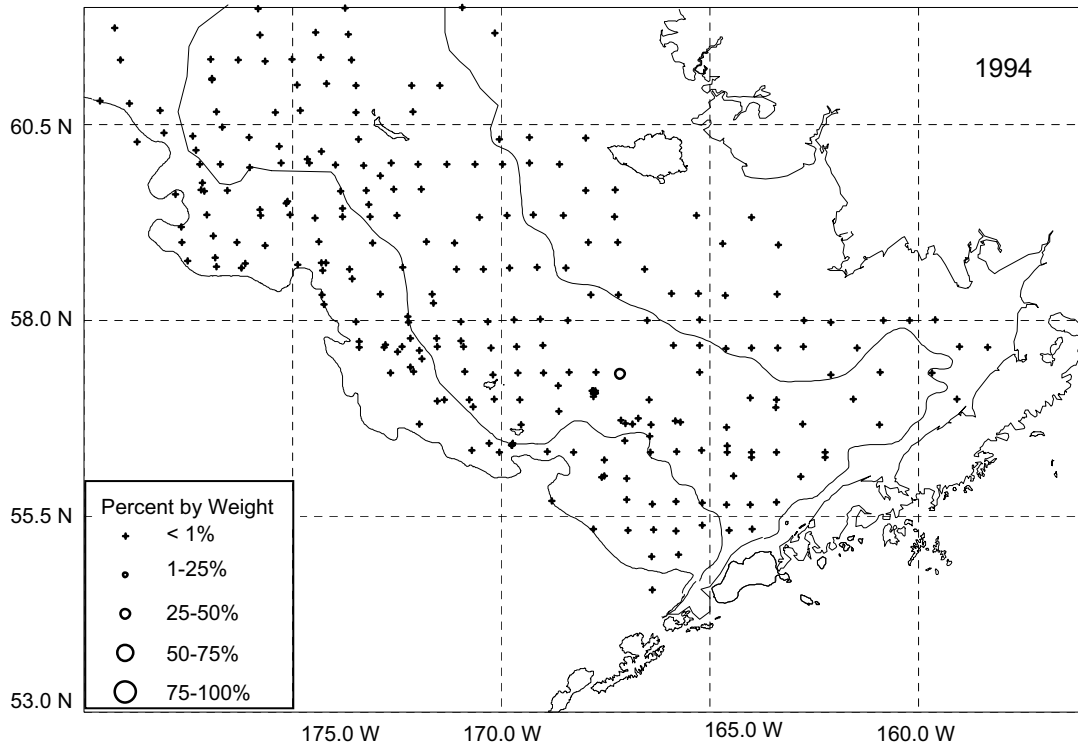 1994
60.5 N
58.0 N
55.5 N
53.0 N
Percent by Weight
< 1%
1-25%
25-50%
50-75%
75-100%
175.0 W
170.0 W
165.0 W
160.0 W